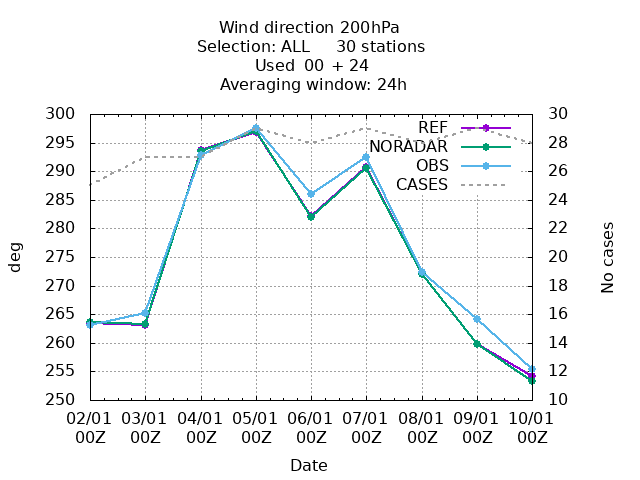 Wind direction 200hPa
Selection: ALL 30 stations
Used 00 + 24
Averaging window: 24h
300 30
295 28
290 26
285 24
280 22
275 20
270 18
265 16
260 14
255 12
250 10
REF
NORADAR
OBS
CASES
deg
No cases
02/01 03/01 04/01 05/01 06/01 07/01 08/01 09/01 10/01
00Z 00Z 00Z 00Z 00Z 00Z 00Z 00Z 00Z
Date